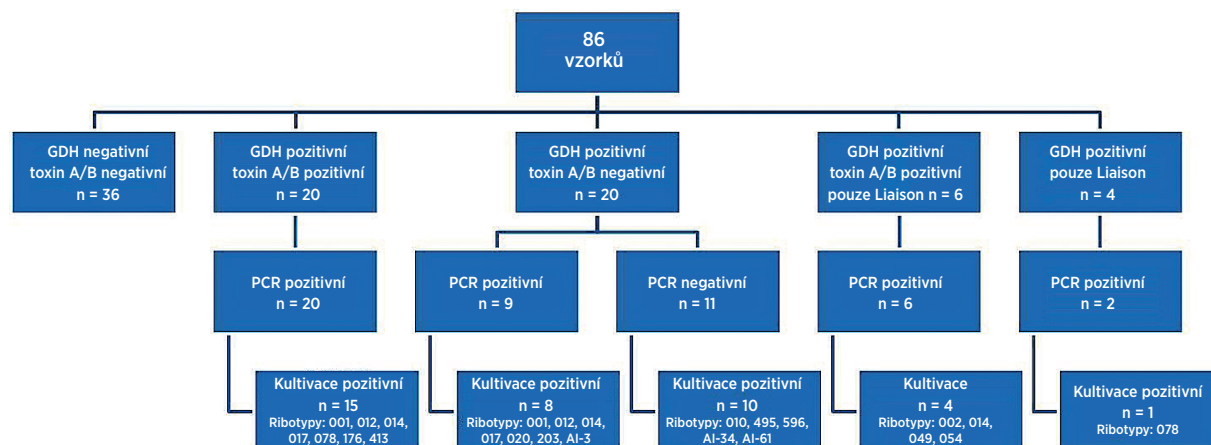 86
vzorků
GDH negativní
toxin A/B negativní
n = 36
GDH pozitivní
toxin A/B pozitivní
n = 20
GDH pozitivní
toxin A/B negativní
n = 20
GDH pozitivní
toxin A/B pozitivní
pouze Liaison n = 6
GDH pozitivní
pouze Liaison
n = 4
PCR pozitivní
n = 20
PCR pozitivní
n = 9
PCR negativní
n = 11
PCR pozitivní
n = 6
PCR pozitivní
n = 2
Kultivace pozitivní
n = 15
Ribotypy: 001, 012, 014,
017, 078, 176, 413
Kultivace pozitivní
n = 8
Ribotypy: 001, 012, 014,
017, 020, 203, AI-3
Kultivace pozitivní
n = 10
Ribotypy: 010, 495, 596,
AI-34, AI-61
Kultivace
n = 4
Ribotypy: 002, 014,
049, 054
Kultivace pozitivní
n = 1
Ribotypy: 078